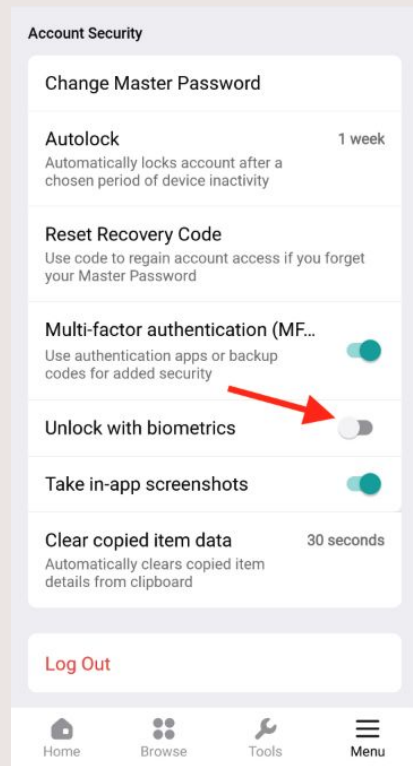 Account Security
Change Master Password
Autolock 1 week
Automatically locks account after a
chosen period of device inactivity
Reset Recovery Code
Use code to regain account access if you forget
your Master Password
Multi-factor authentication (MF...
Use authentication apps or backup
codes for added security
Unlock with biometrics
Take in-app screenshots
Clear copied item data 30 seconds
Automatically clears copied item
details from clipboard
Log Out
Home Browse Tools Menu